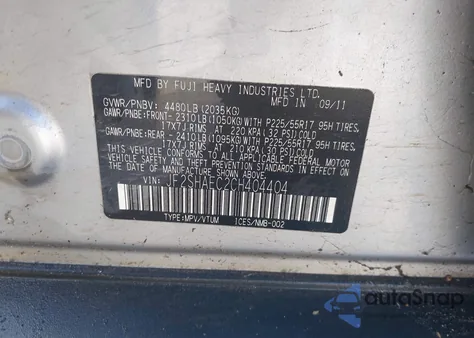 MFD BY FUJI HEAVY INDUSTRIES LTD.
GVWR/PNBV: 4480LB(2035KG) MFD IN 09/11
GAWR/PNBE:FRONT- 2310LB(1050KG)WITH P225/55R17 95H TIRES,
17X7J RIMS AT 220 KPA(32 PSI)COLD
GAWR/PNBE:REAR - 2410LB(1095KG)WITH P225/55R17 95H TIRES,
17X7J RIMS AT 210 KPA(30 PSI)COLD
THIS VEHICLE CONFORMS TO ALL APPLICABLE FEDERAL MOTOR
VEHICLE SAFETY STANDARDS IN EFFECT ON THE DATE OF
MANUFACTURE SHOWN ABOVE.
VIN: JF2SHAEC2CH404404
TYPE:MPV/VTUM ICES/NMB-002
autoSnap